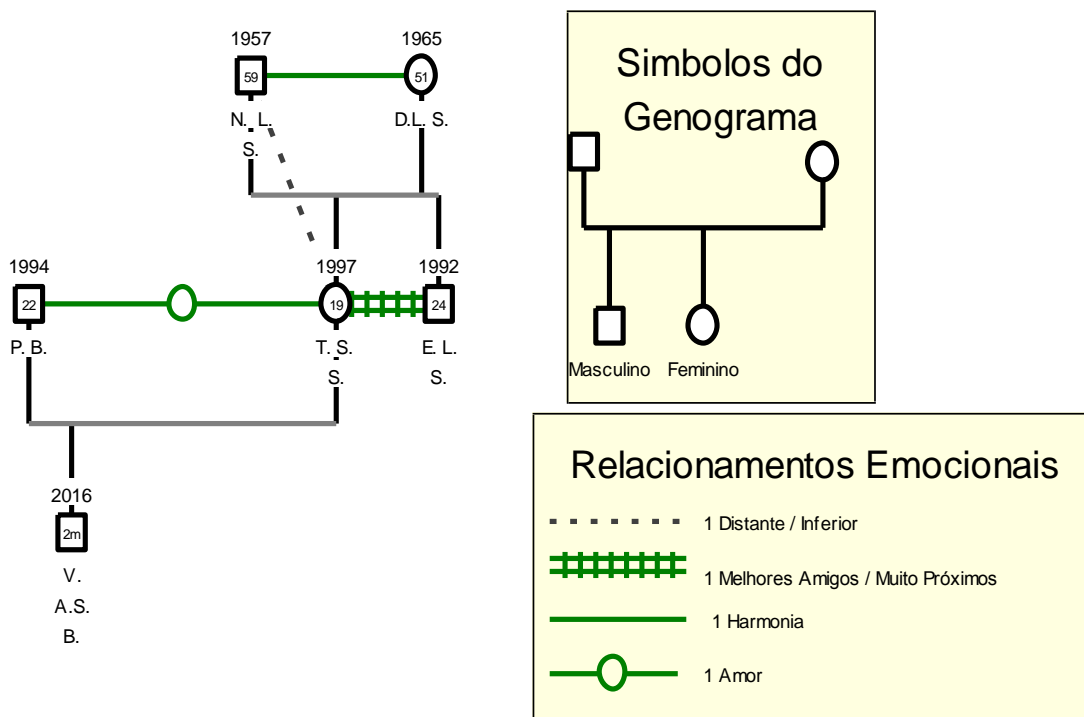 1957
1965
59
51
N. L.
S.
D.L. S.
1994
1997
1992
22
19
24
P. B.
T. S.
S.
E. L.
S.
2016
2m
V.
A.S.
B.
Simbolos do
Genograma
Masculino
Feminino
Relacionamentos Emocionais
1 Distante / Inferior
1 Melhores Amigos / Muito Próximos
1 Harmonia
1 Amor